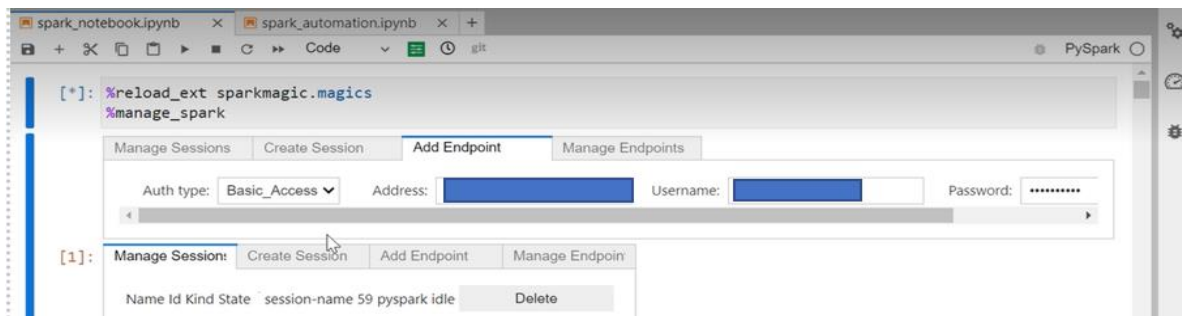 spark_notebook.ipynb × spark_automation.ipynb × +
Code git PySpark
[*]: %reload_ext sparkmagic.magics
%manage_spark
Manage Sessions Create Session Add Endpoint Manage Endpoints
Auth type: Basic_Access Address: Username: Password: ••••••••••
[1]: Manage Session: Create Session Add Endpoint Manage Endpoin
Name Id Kind State ` session-name 59 pyspark idle Delete